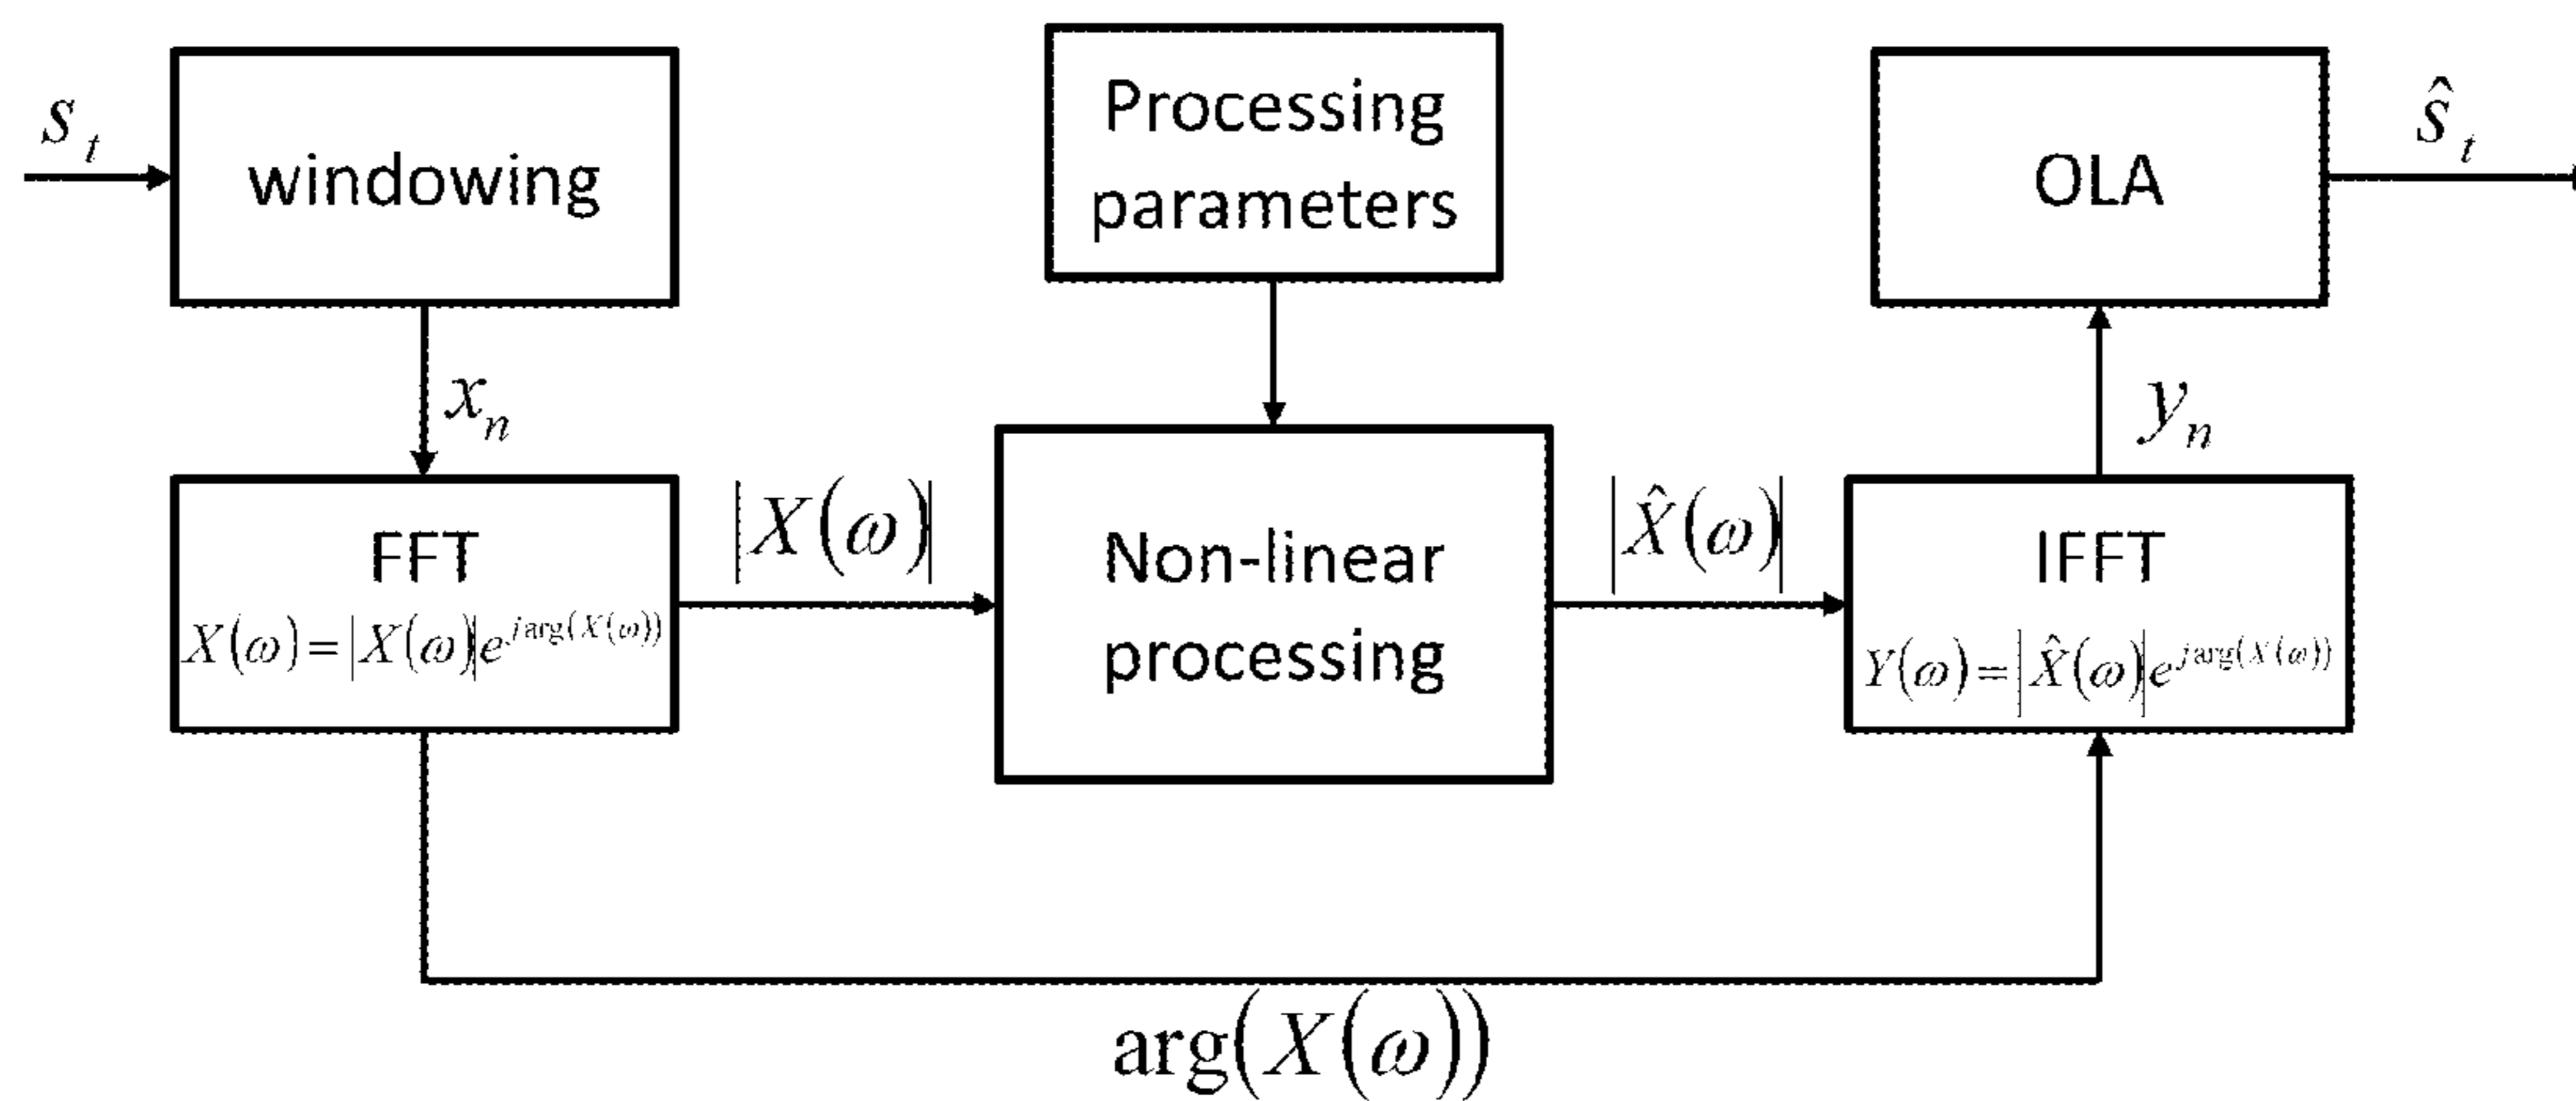 s_t
windowing
Processing
parameters
OLA
ŝ_t
x_n
y_n
FFT
X(ω)=|X(ω)|e^{j arg(X(ω))}
|X(ω)|
Non-linear
processing
|X̂(ω)|
IFFT
Y(ω)=|X̂(ω)|e^{j arg(X(ω))}
arg(X(ω))